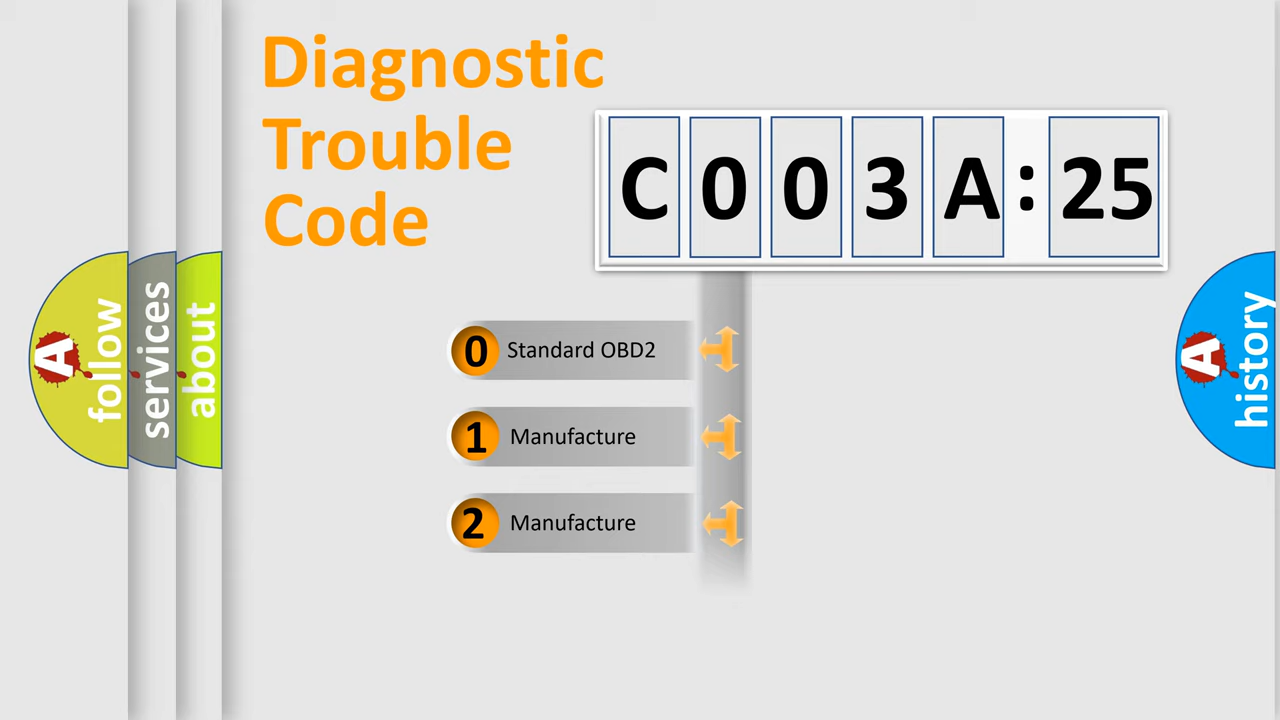 Diagnostic
Trouble
Code
C003A:25
0 Standard OBD2
1 Manufacture
2 Manufacture
A follow
services
about
A history